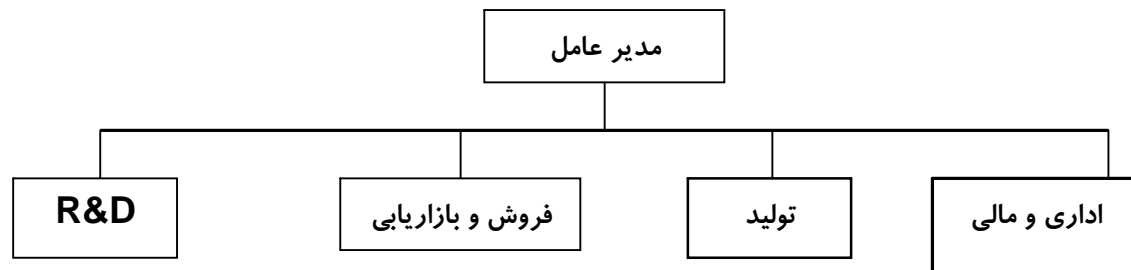 مدیر عامل
اداری و مالی
تولید
فروش و بازاریابی
R&D